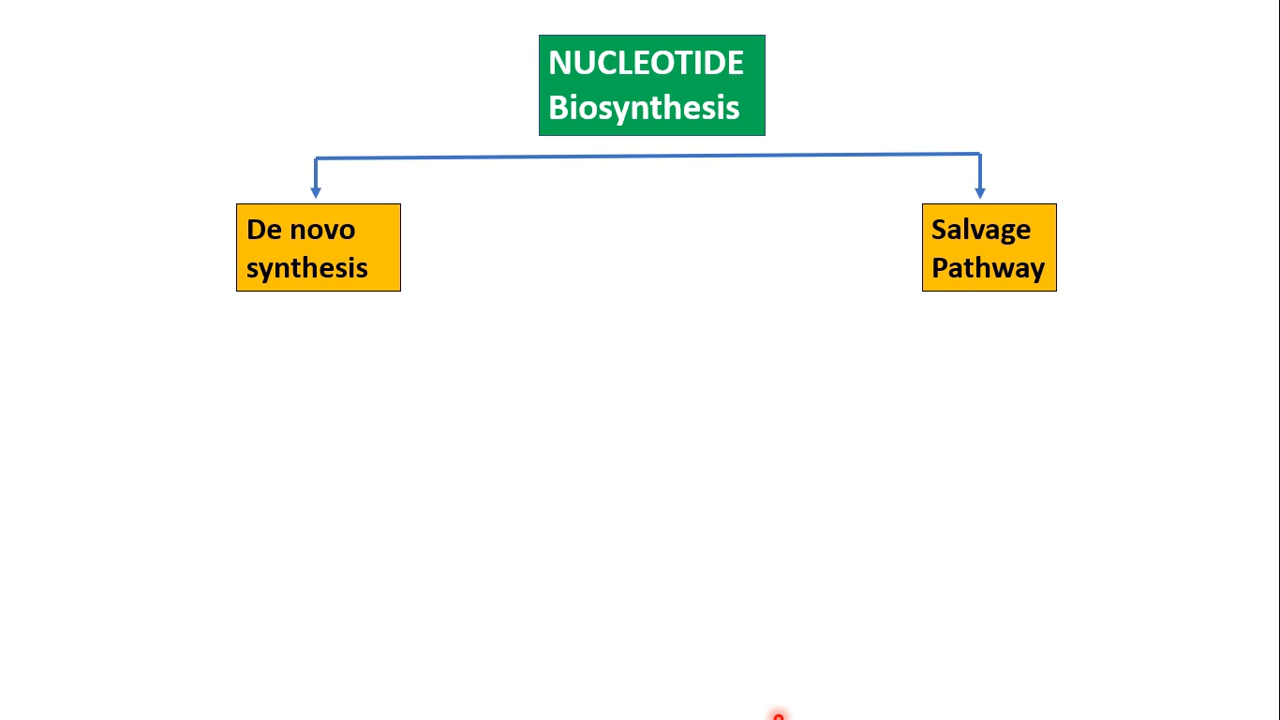 NUCLEOTIDE
Biosynthesis
De novo
synthesis
Salvage
Pathway